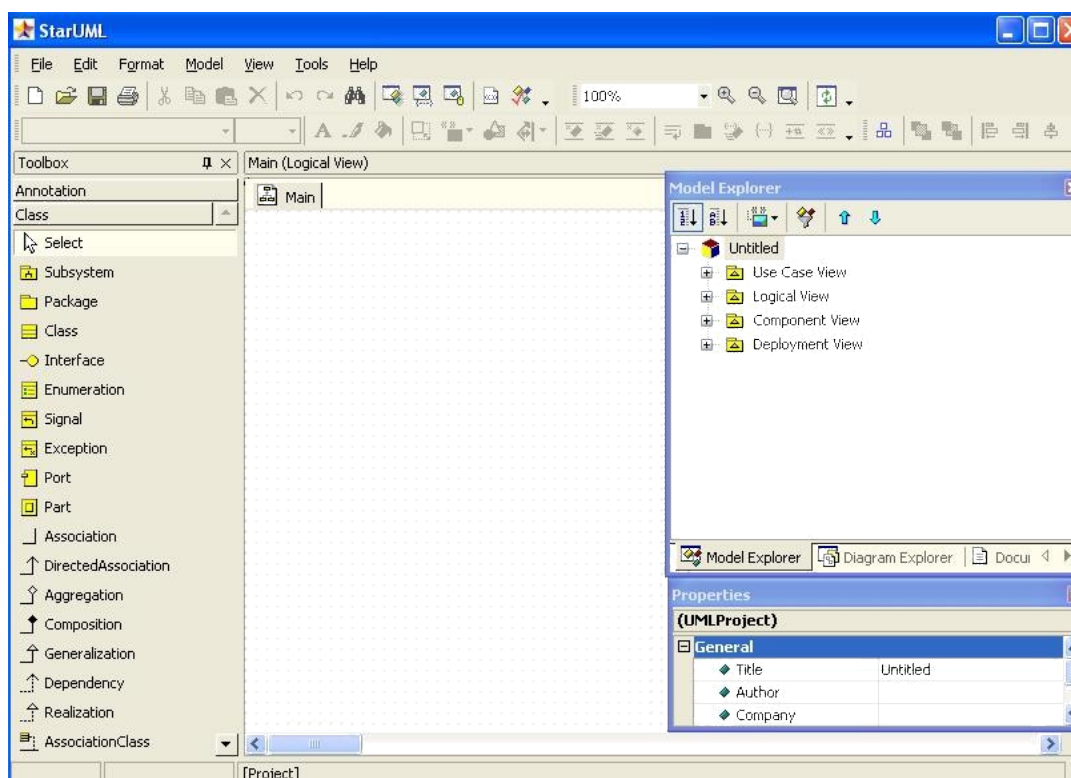 StarUML
File Edit Format Model View Tools Help
100%
Toolbox
Main (Logical View)
Annotation
Class
Select
Subsystem
Package
Class
Interface
Enumeration
Signal
Exception
Port
Part
Association
DirectedAssociation
Aggregation
Composition
Generalization
Dependency
Realization
AssociationClass
Main
Model Explorer
Untitled
Use Case View
Logical View
Component View
Deployment View
Model Explorer Diagram Explorer Docu
Properties
(UMLProject)
General
Title Untitled
Author
Company
[Project]